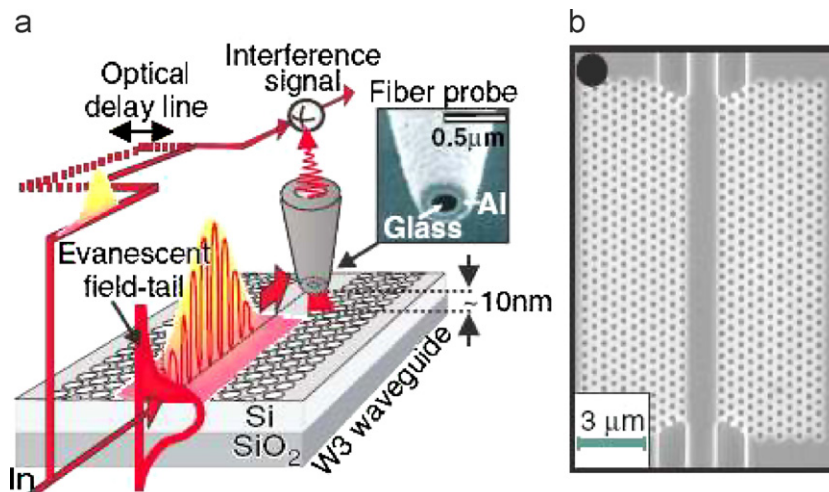 a
b
Optical
delay line
Interference
signal
Fiber probe
0.5μm
Glass
Al
Evanescent
field-tail
~10nm
Si
SiO₂
W3 waveguide
In
3 μm